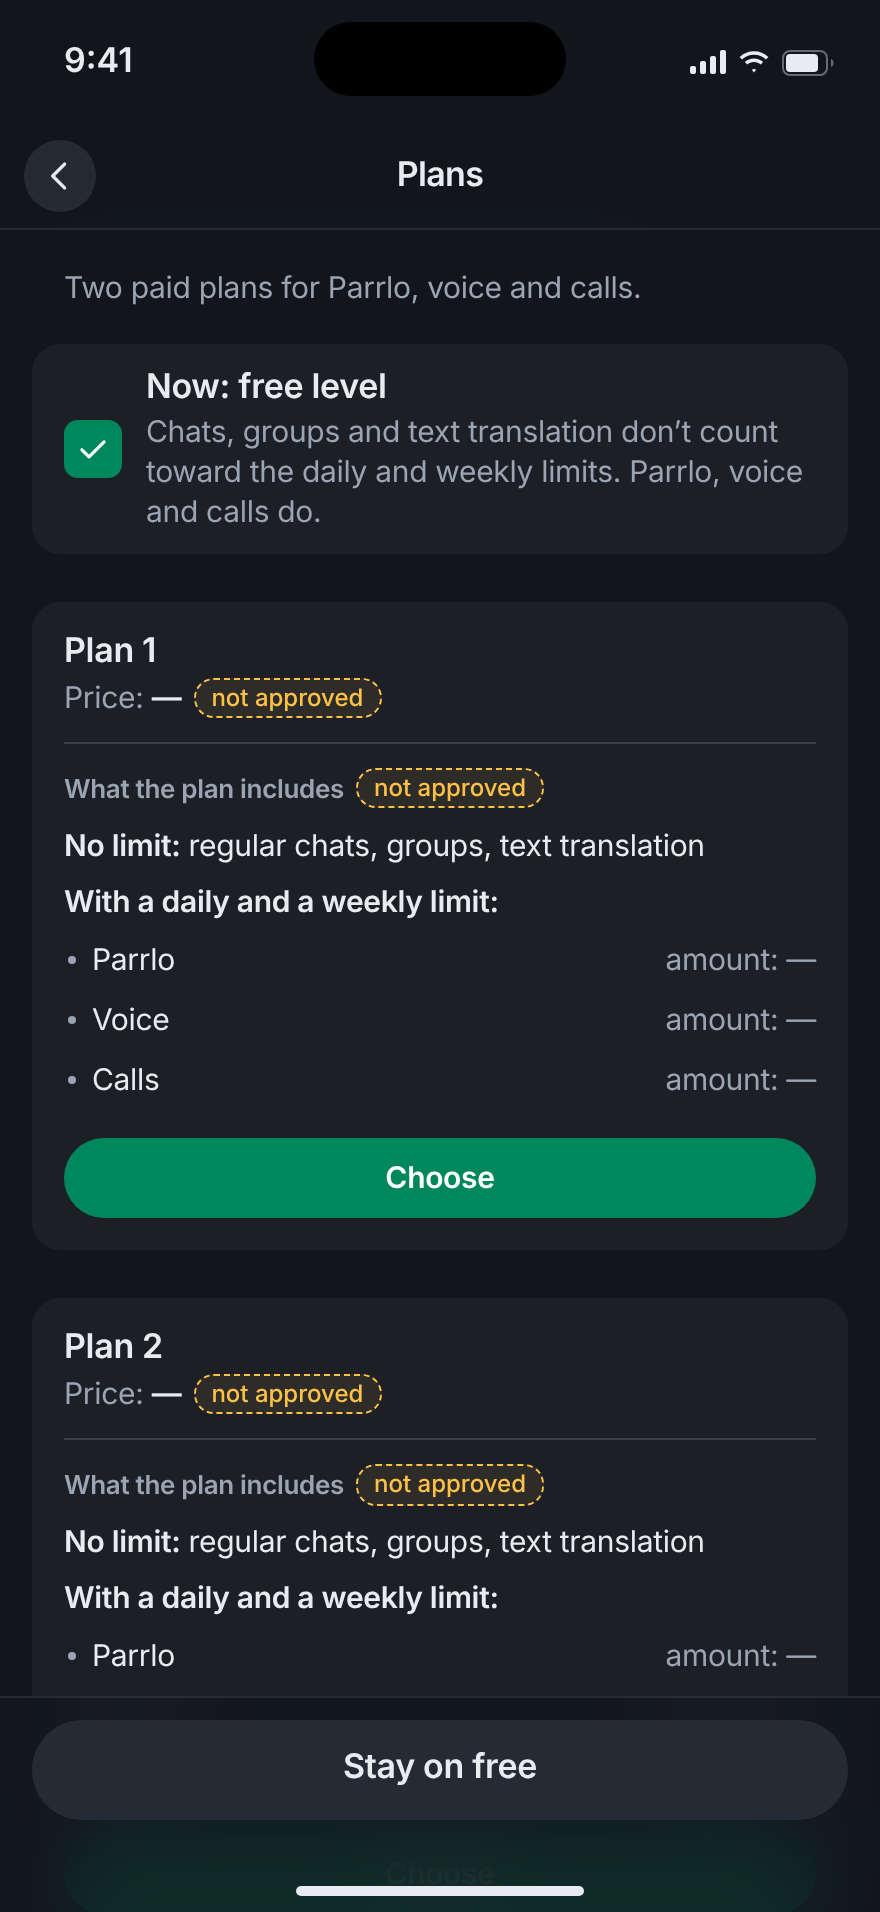 9:41
Plans
Two paid plans for Parrlo, voice and calls.
Now: free level
Chats, groups and text translation don’t count
toward the daily and weekly limits. Parrlo, voice
and calls do.
Plan 1
Price: — not approved
What the plan includes not approved
No limit: regular chats, groups, text translation
With a daily and a weekly limit:
• Parrlo amount: —
• Voice amount: —
• Calls amount: —
Choose
Plan 2
Price: — not approved
What the plan includes not approved
No limit: regular chats, groups, text translation
With a daily and a weekly limit:
• Parrlo amount: —
Stay on free
Choose